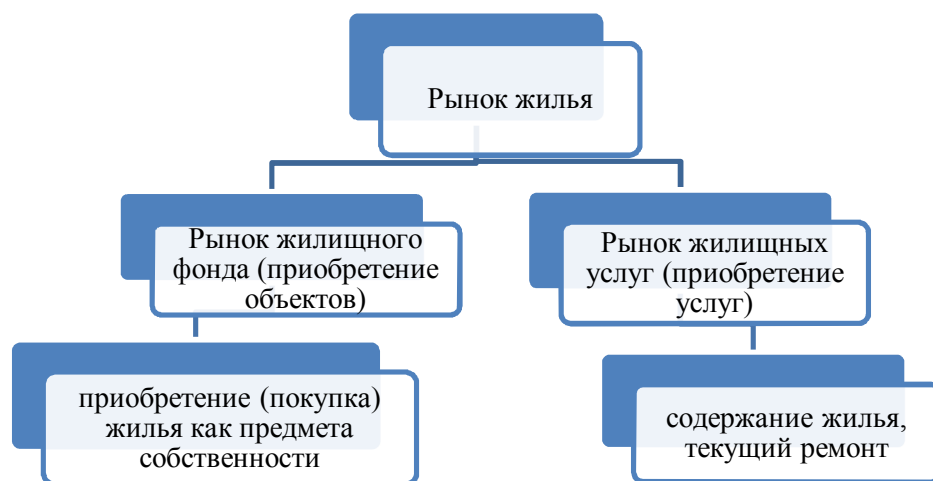 Рынок жилья
Рынок жилищного
фонда (приобретение
объектов)
Рынок жилищных
услуг (приобретение
услуг)
приобретение (покупка)
жилья как предмета
собственности
содержание жилья,
текущий ремонт